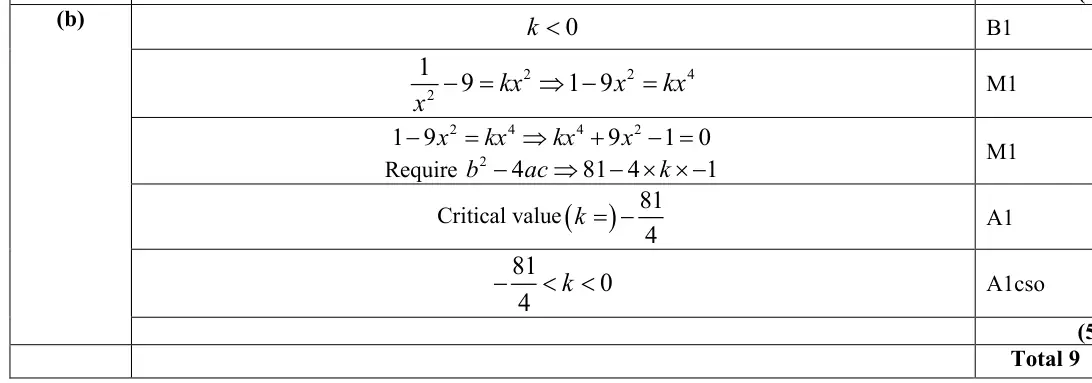 (b)
k < 0
B1
1/x² − 9 = kx² ⇒ 1 − 9x² = kx⁴
M1
1 − 9x² = kx⁴ ⇒ kx⁴ + 9x² − 1 = 0
Require b² − 4ac ⇒ 81 − 4 × k × −1
M1
Critical value (k =) − 81/4
A1
− 81/4 < k < 0
A1cso
(5
Total 9